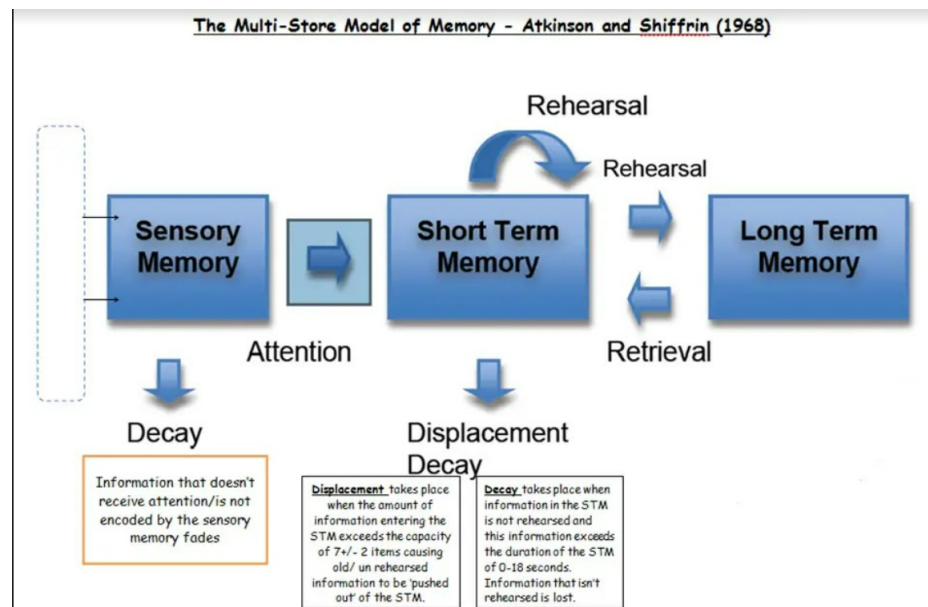 The Multi-Store Model of Memory - Atkinson and Shiffrin (1968)
Rehearsal
Rehearsal
Sensory
Memory
Short Term
Memory
Long Term
Memory
Attention
Retrieval
Decay
Displacement
Decay
Information that doesn't
receive attention/is not
encoded by the sensory
memory fades
Displacement takes place
when the amount of
information entering the
STM exceeds the capacity
of 7+/- 2 items causing
old/ un rehearsed
information to be 'pushed
out' of the STM.
Decay takes place when
information in the STM
is not rehearsed and
this information exceeds
the duration of the STM
of 0-18 seconds.
Information that isn't
rehearsed is lost.